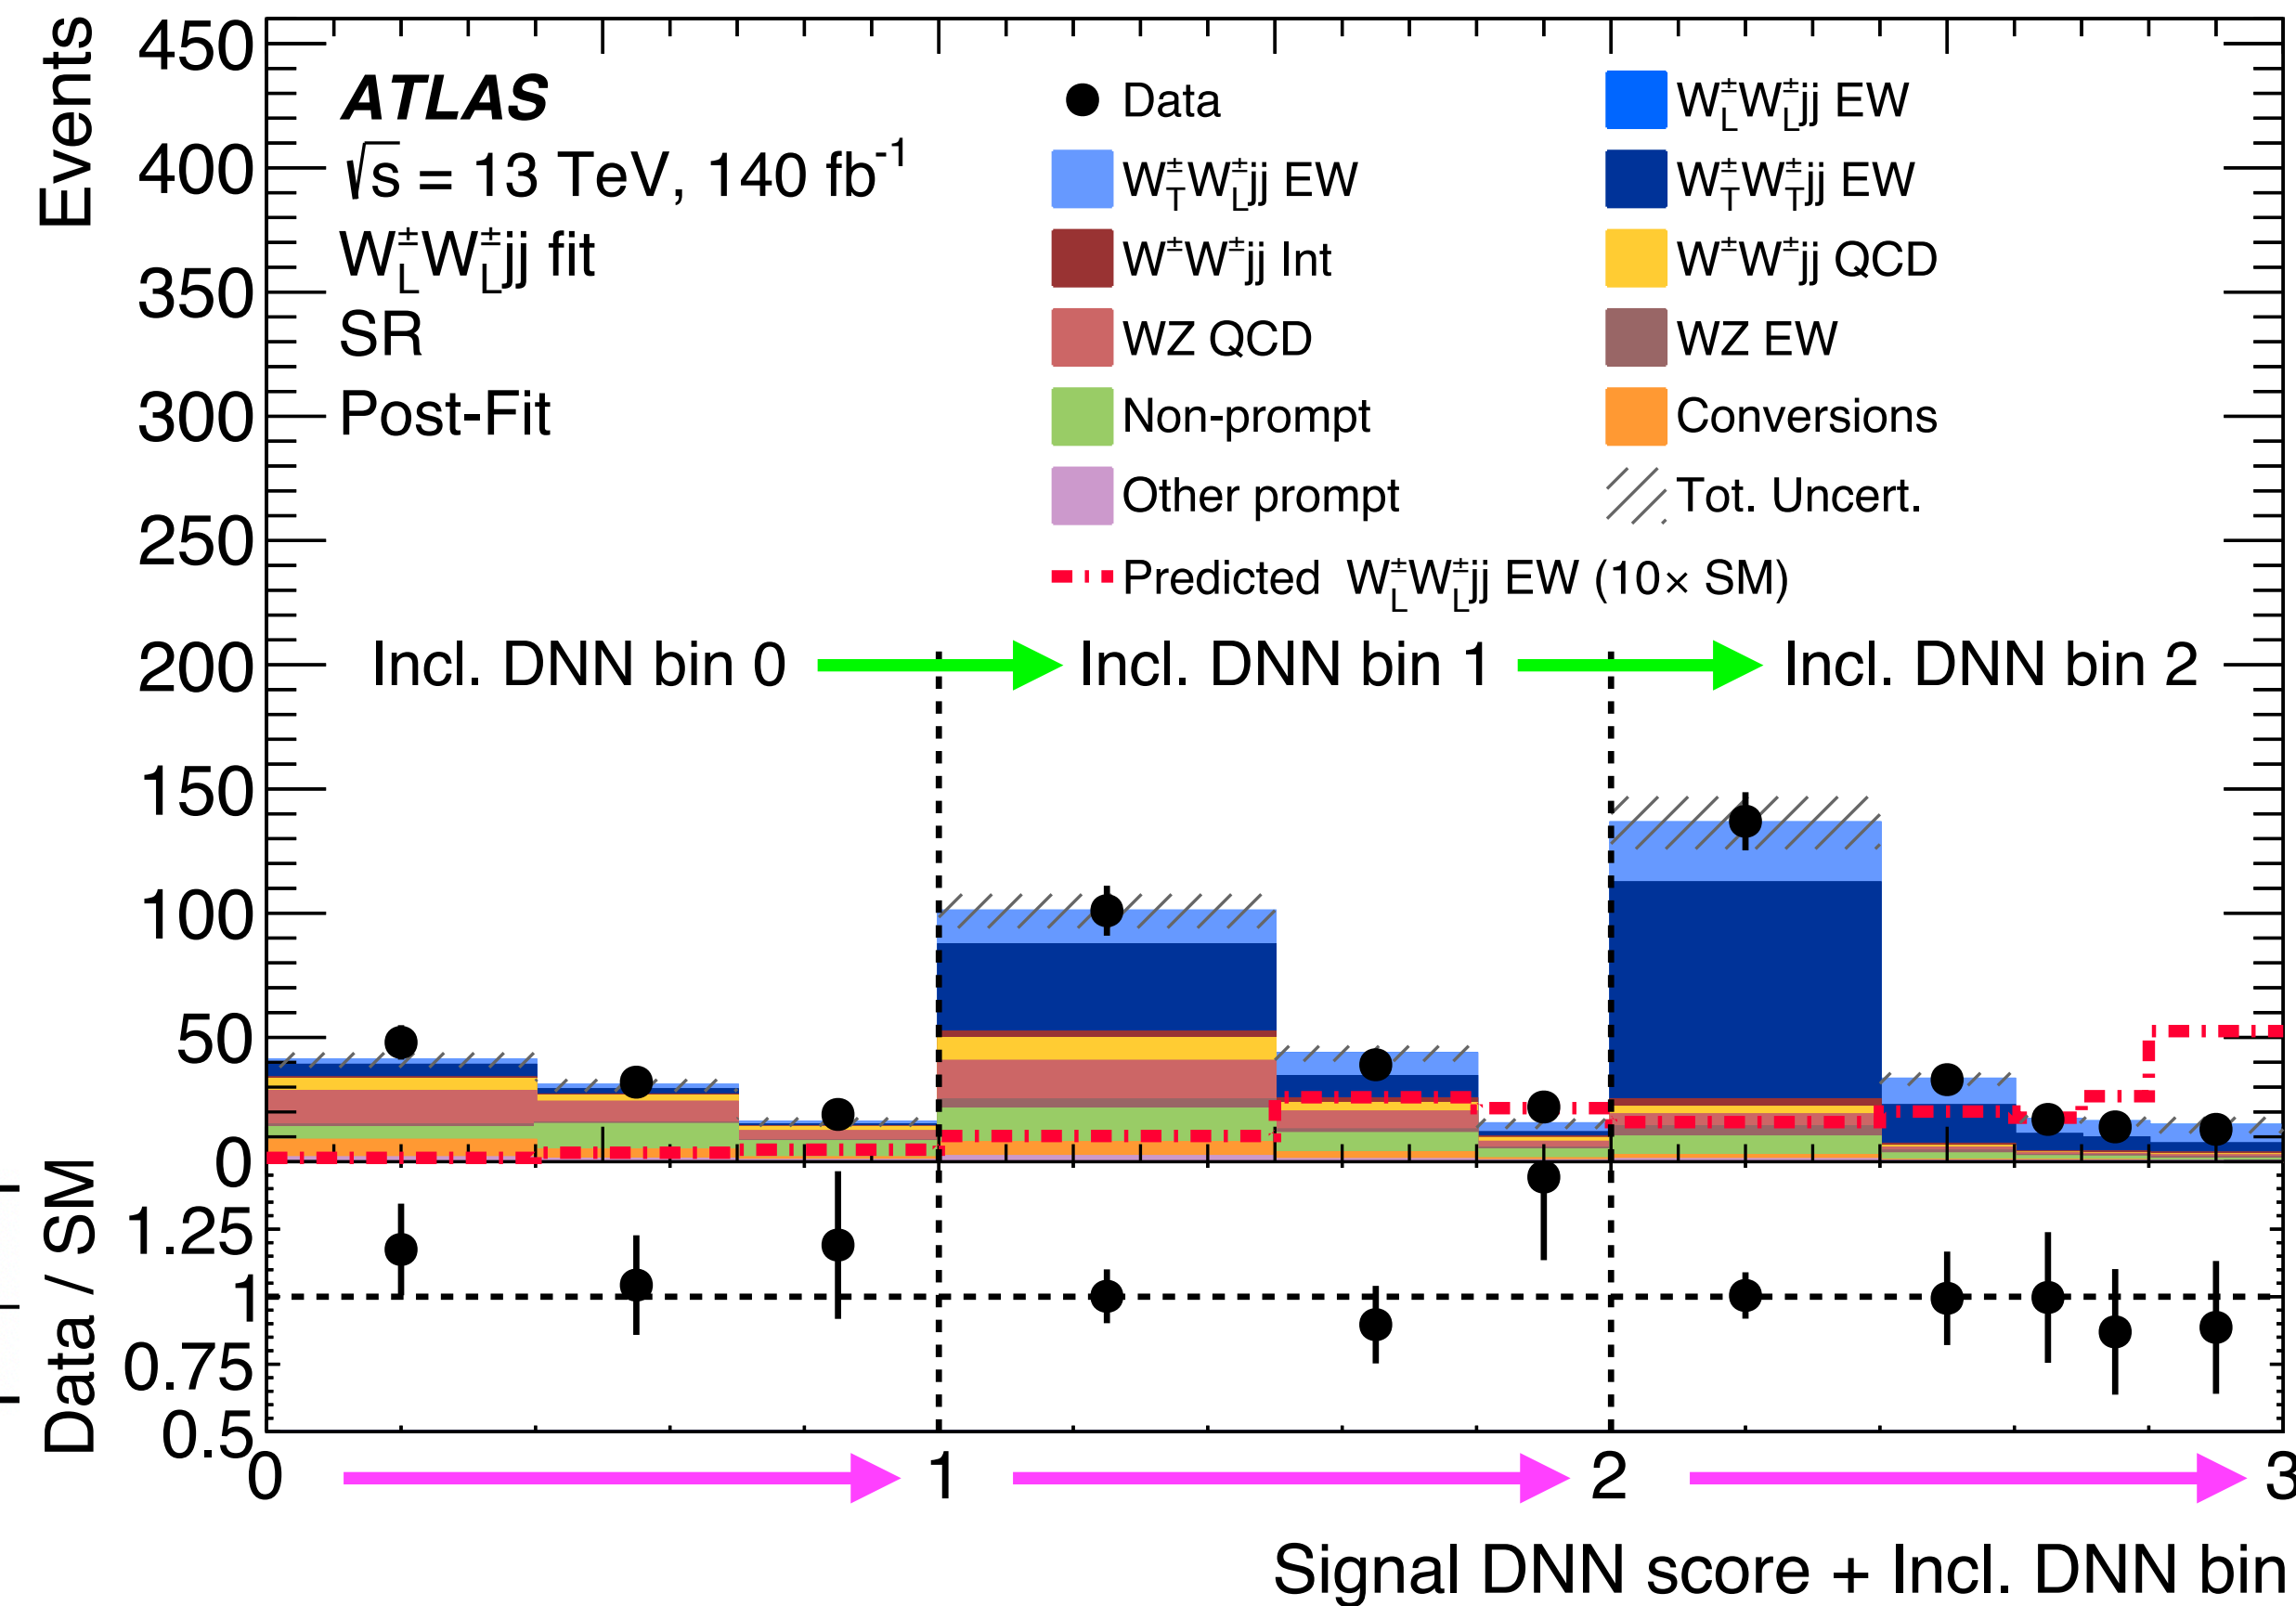 Events
450
400
350
300
250
200
150
100
50
0
ATLAS
√s = 13 TeV, 140 fb⁻¹
W±LW±Ljj fit
SR
Post-Fit
Data
W±LW±Ljj EW
W±TW±Ljj EW
W±TW±Tjj EW
W±W±jj Int
W±W±jj QCD
WZ QCD
WZ EW
Non-prompt
Conversions
Other prompt
Tot. Uncert.
Predicted W±LW±Ljj EW (10× SM)
Incl. DNN bin 0
Incl. DNN bin 1
Incl. DNN bin 2
Data / SM
1.25
1
0.75
0.5
0 1 2 3
Signal DNN score + Incl. DNN bin